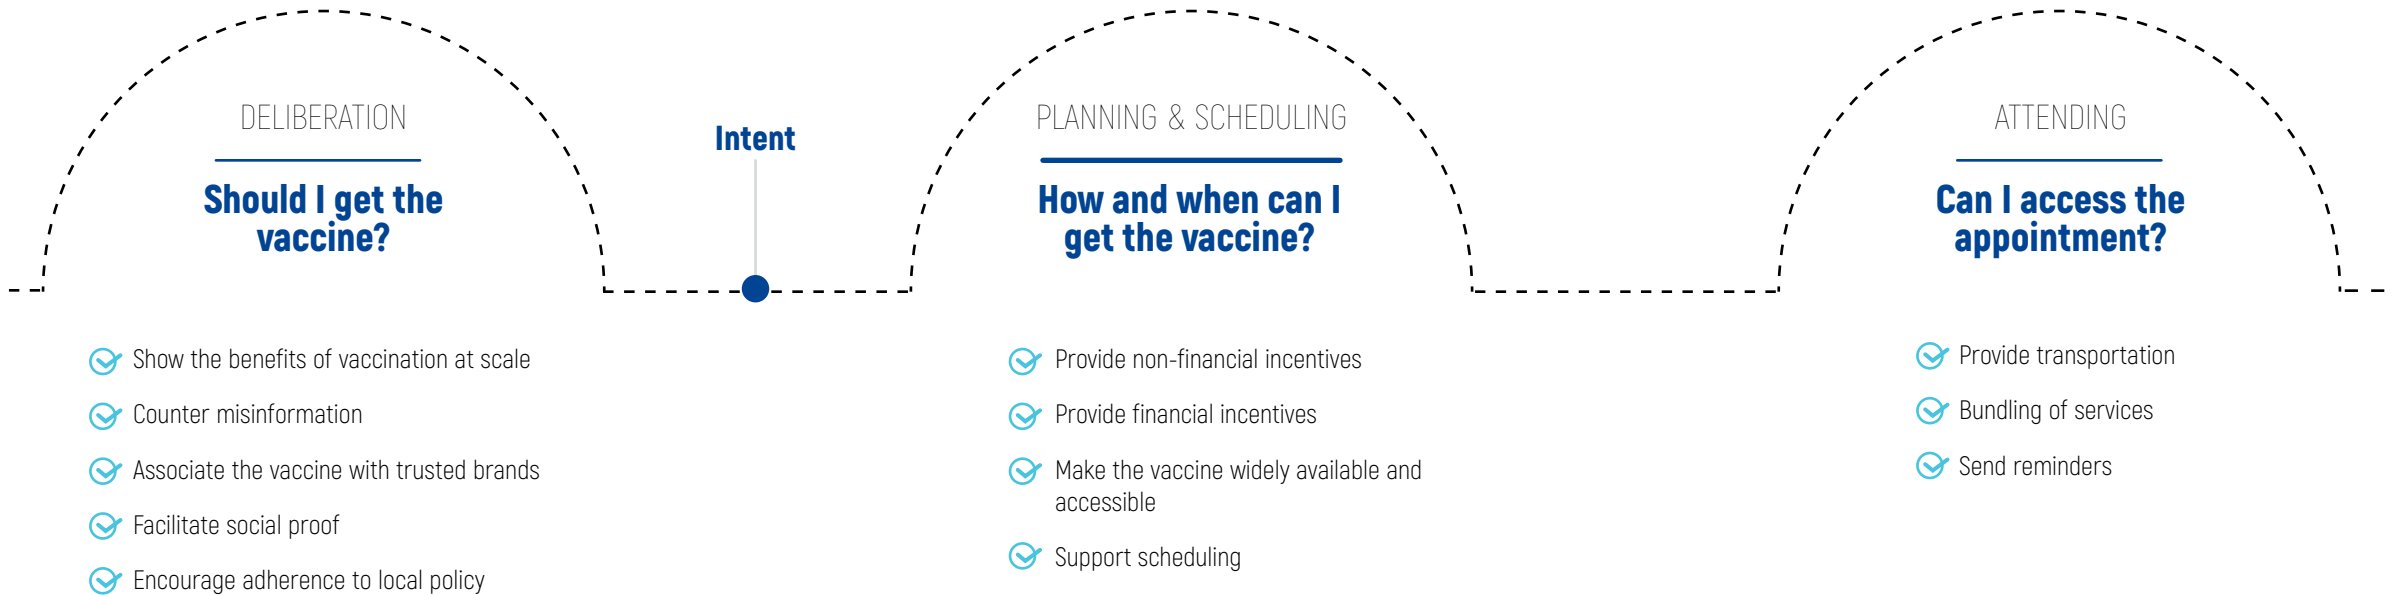 DELIBERATION
Should I get the
vaccine?
Show the benefits of vaccination at scale
Counter misinformation
Associate the vaccine with trusted brands
Facilitate social proof
Encourage adherence to local policy
Intent
PLANNING & SCHEDULING
How and when can I
get the vaccine?
Provide non-financial incentives
Provide financial incentives
Make the vaccine widely available and
accessible
Support scheduling
ATTENDING
Can I access the
appointment?
Provide transportation
Bundling of services
Send reminders